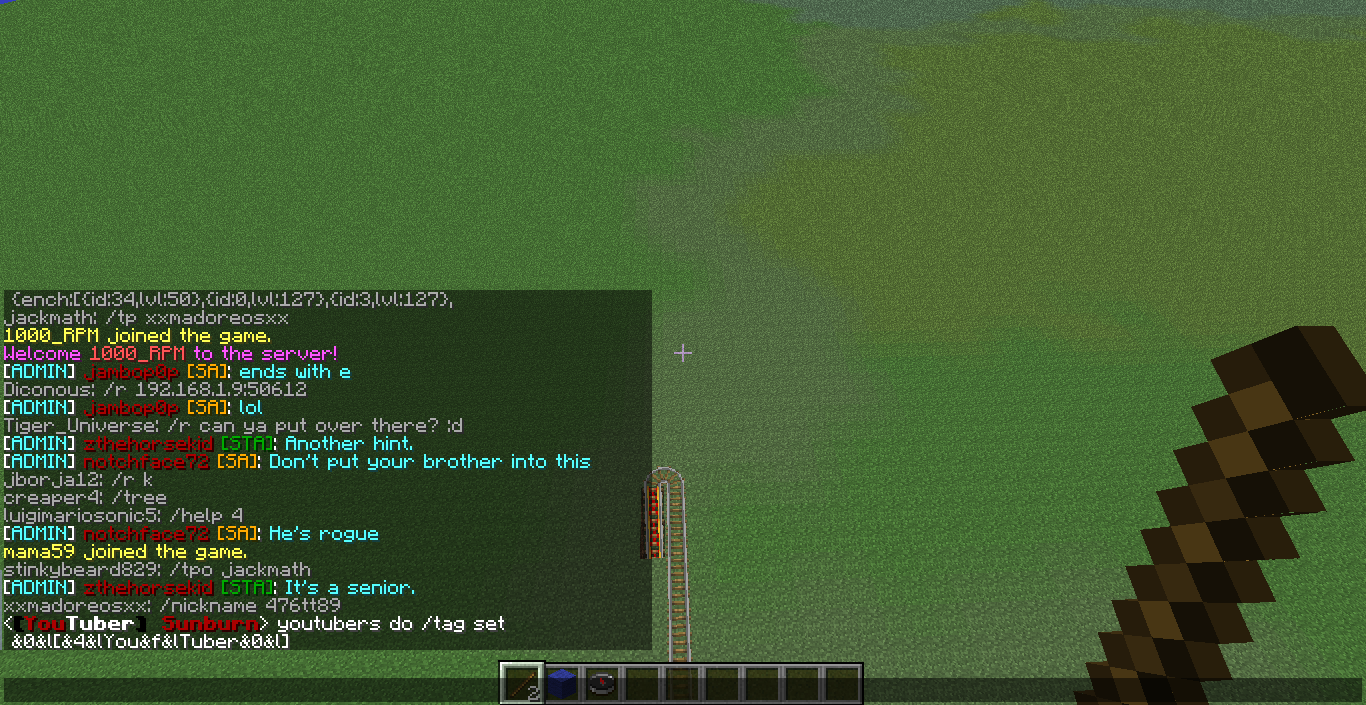 {ench:[{id:34,lvl:50},{id:0,lvl:127},{id:3,lvl:127},
jackmath: /tp xxmadoreosxx
1000_RPM joined the game.
Welcome 1000_RPM to the server!
[ADMIN] jambop0p [SA]: ends with e
Diconous: /r 192.168.1.9:50612
[ADMIN] jambop0p [SA]: lol
Tiger_Universe: /r can ya put over there? :d
[ADMIN] zthehorsekid [STA]: Another hint.
[ADMIN] notchface72 [SA]: Don't put your brother into this
jborja12: /r k
creaper4: /tree
luigimariosonic5: /help 4
[ADMIN] notchface72 [SA]: He's rogue
mama59 joined the game.
stinkybeard829: /tpo jackmath
[ADMIN] zthehorsekid [STA]: It's a senior.
xxmadoreosxx: /nickname 476tt89
<[YouTuber] Sunburn> youtubers do /tag set
&0&l[&4&lYou&f&lTuber&0&l]
2